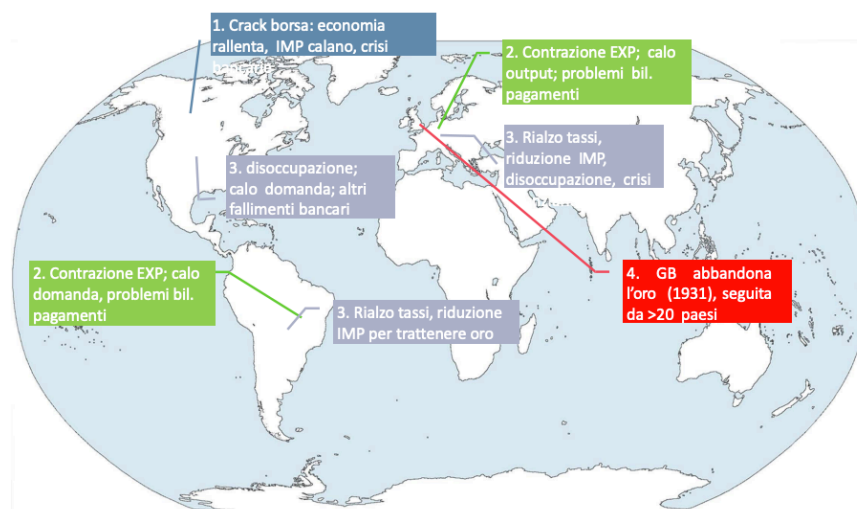 1. Crack borsa: economia
rallenta, IMP calano, crisi
bancarie
2. Contrazione EXP; calo
output; problemi bil.
pagamenti
3. Rialzo tassi,
riduzione IMP,
disoccupazione, crisi
3. disoccupazione;
calo domanda; altri
fallimenti bancari
2. Contrazione EXP; calo
domanda, problemi bil.
pagamenti
3. Rialzo tassi, riduzione
IMP per trattenere oro
4. GB abbandona
l'oro (1931), seguita
da >20 paesi